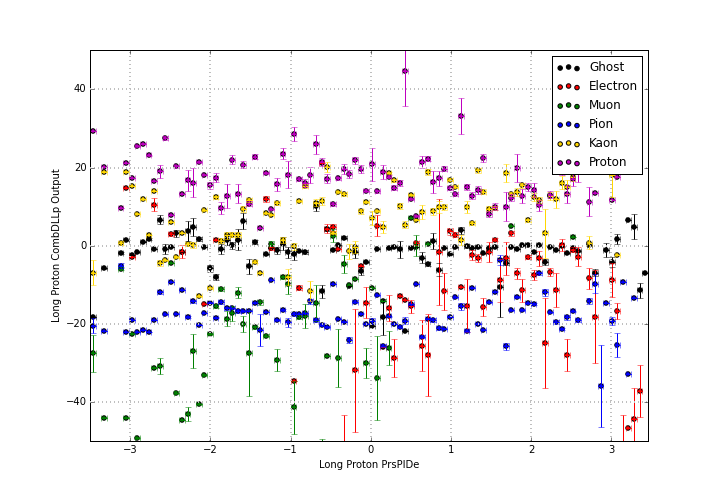 Ghost
Electron
Muon
Pion
Kaon
Proton
40
20
0
−20
−40
−3
−2
−1
0
1
2
3
Long Proton CombDLLp Output
Long Proton PrsPIDe